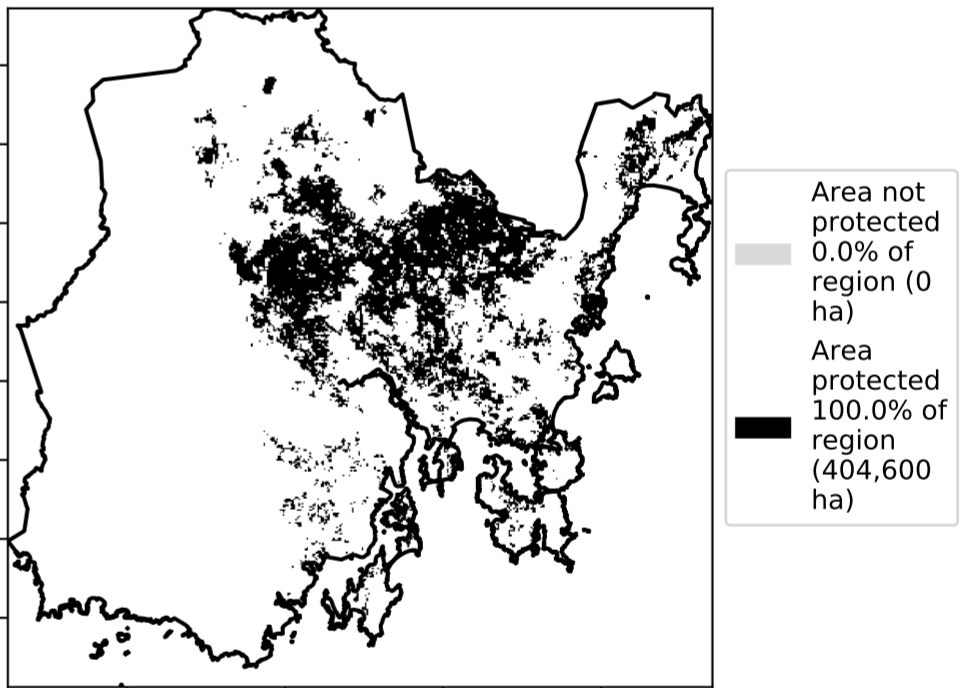 Area not
protected
0.0% of
region (0
ha)
Area
protected
100.0% of
region
(404,600
ha)